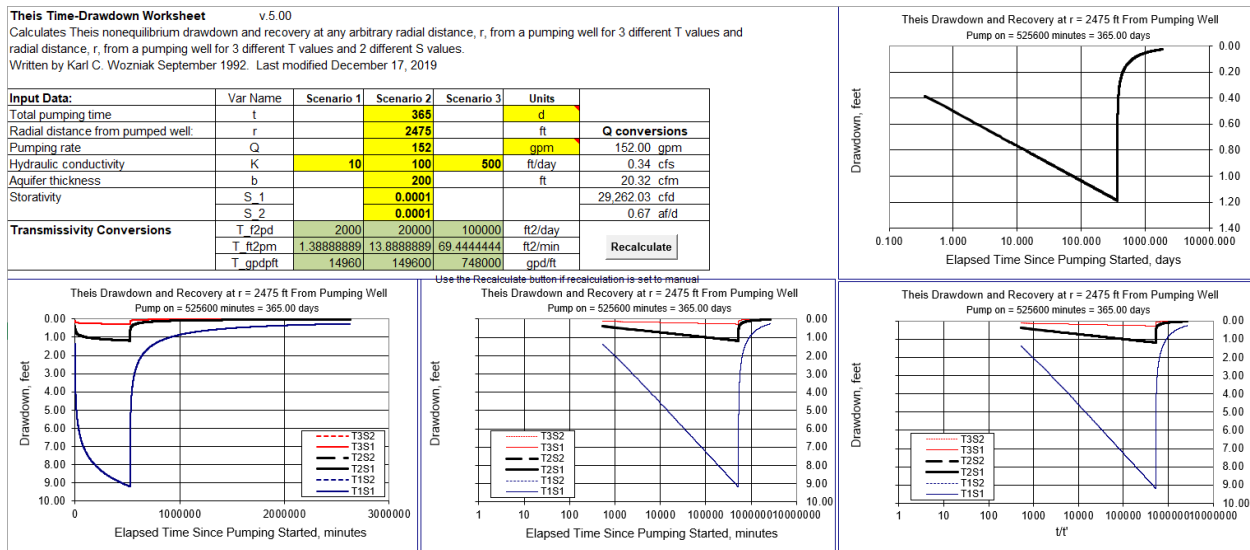 Theis Time-Drawdown Worksheet v.5.00
Calculates Theis nonequilibrium drawdown and recovery at any arbitrary radial distance, r, from a pumping well for 3 different T values and
radial distance, r, from a pumping well for 3 different T values and 2 different S values.
Written by Karl C. Wozniak September 1992. Last modified December 17, 2019
Input Data: Var Name Scenario 1 Scenario 2 Scenario 3 Units
Total pumping time t 365 d
Radial distance from pumped well: r 2475 ft Q conversions
Pumping rate Q 152 gpm 152.00 gpm
Hydraulic conductivity K 10 100 500 ft/day 0.34 cfs
Aquifer thickness b 200 ft 20.32 cfm
Storativity S_1 0.0001 29,262.03 cfd
S_2 0.0001 0.67 af/d
Transmissivity Conversions T_f2pd 2000 20000 100000 ft2/day
T_ft2pm 1.38888889 13.8888889 69.4444444 ft2/min
T_gpdpft 14960 149600 748000 gpd/ft
Recalculate
Use the Recalculate button if recalculation is set to manual
Theis Drawdown and Recovery at r = 2475 ft From Pumping Well
Pump on = 525600 minutes = 365.00 days
0.00
0.20
0.40
0.60
0.80
1.00
1.20
1.40
Drawdown, feet
0.100 1.000 10.000 100.000 1000.000 10000.000
Elapsed Time Since Pumping Started, days
Theis Drawdown and Recovery at r = 2475 ft From Pumping Well
Pump on = 525600 minutes = 365.00 days
0.00
1.00
2.00
3.00
4.00
5.00
6.00
7.00
8.00
9.00
10.00
Drawdown, feet
T3S2
T3S1
T2S2
T2S1
T1S2
T1S1
0 1000000 2000000 3000000
Elapsed Time Since Pumping Started, minutes
Theis Drawdown and Recovery at r = 2475 ft From Pumping Well
Pump on = 525600 minutes = 365.00 days
0.00
1.00
2.00
3.00
4.00
5.00
6.00
7.00
8.00
9.00
10.00
Drawdown, feet
T3S2
T3S1
T2S2
T2S1
T1S2
T1S1
1 10 100 1000 10000 100000 1000000 10000000
Elapsed Time Since Pumping Started, minutes
Theis Drawdown and Recovery at r = 2475 ft From Pumping Well
Pump on = 525600 minutes = 365.00 days
0.00
1.00
2.00
3.00
4.00
5.00
6.00
7.00
8.00
9.00
10.00
Drawdown, feet
T3S2
T3S1
T2S2
T2S1
T1S2
T1S1
1 10 100 1000 10000 100000 1000000 10000000
t/t'